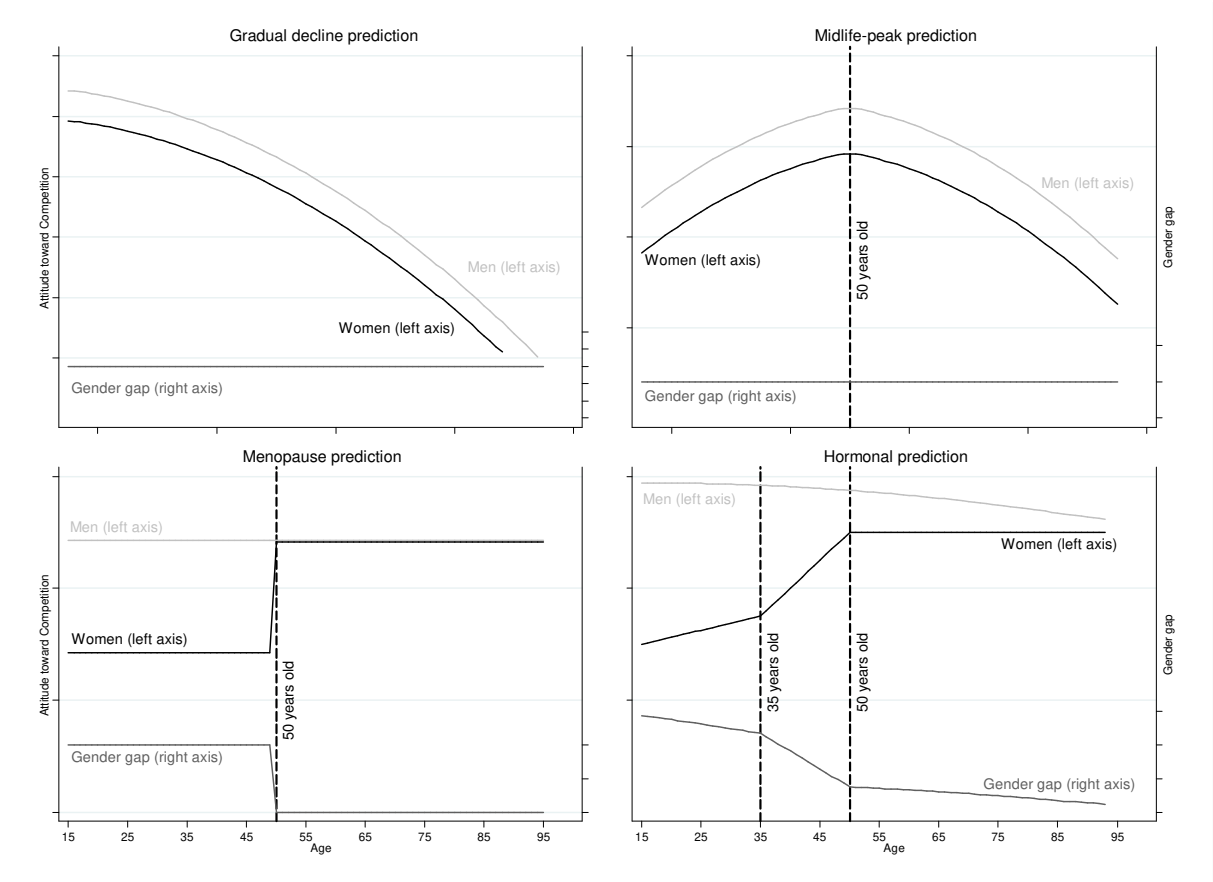 Gradual decline prediction
Attitude toward Competition
Men (left axis)
Women (left axis)
Gender gap (right axis)
Midlife-peak prediction
Men (left axis)
Women (left axis)
50 years old
Gender gap (right axis)
Gender gap
Menopause prediction
Attitude toward Competition
Men (left axis)
Women (left axis)
50 years old
Gender gap (right axis)
15 25 35 45 55 65 75 85 95
Age
Hormonal prediction
Men (left axis)
Women (left axis)
35 years old
50 years old
Gender gap (right axis)
Gender gap
15 25 35 45 55 65 75 85 95
Age